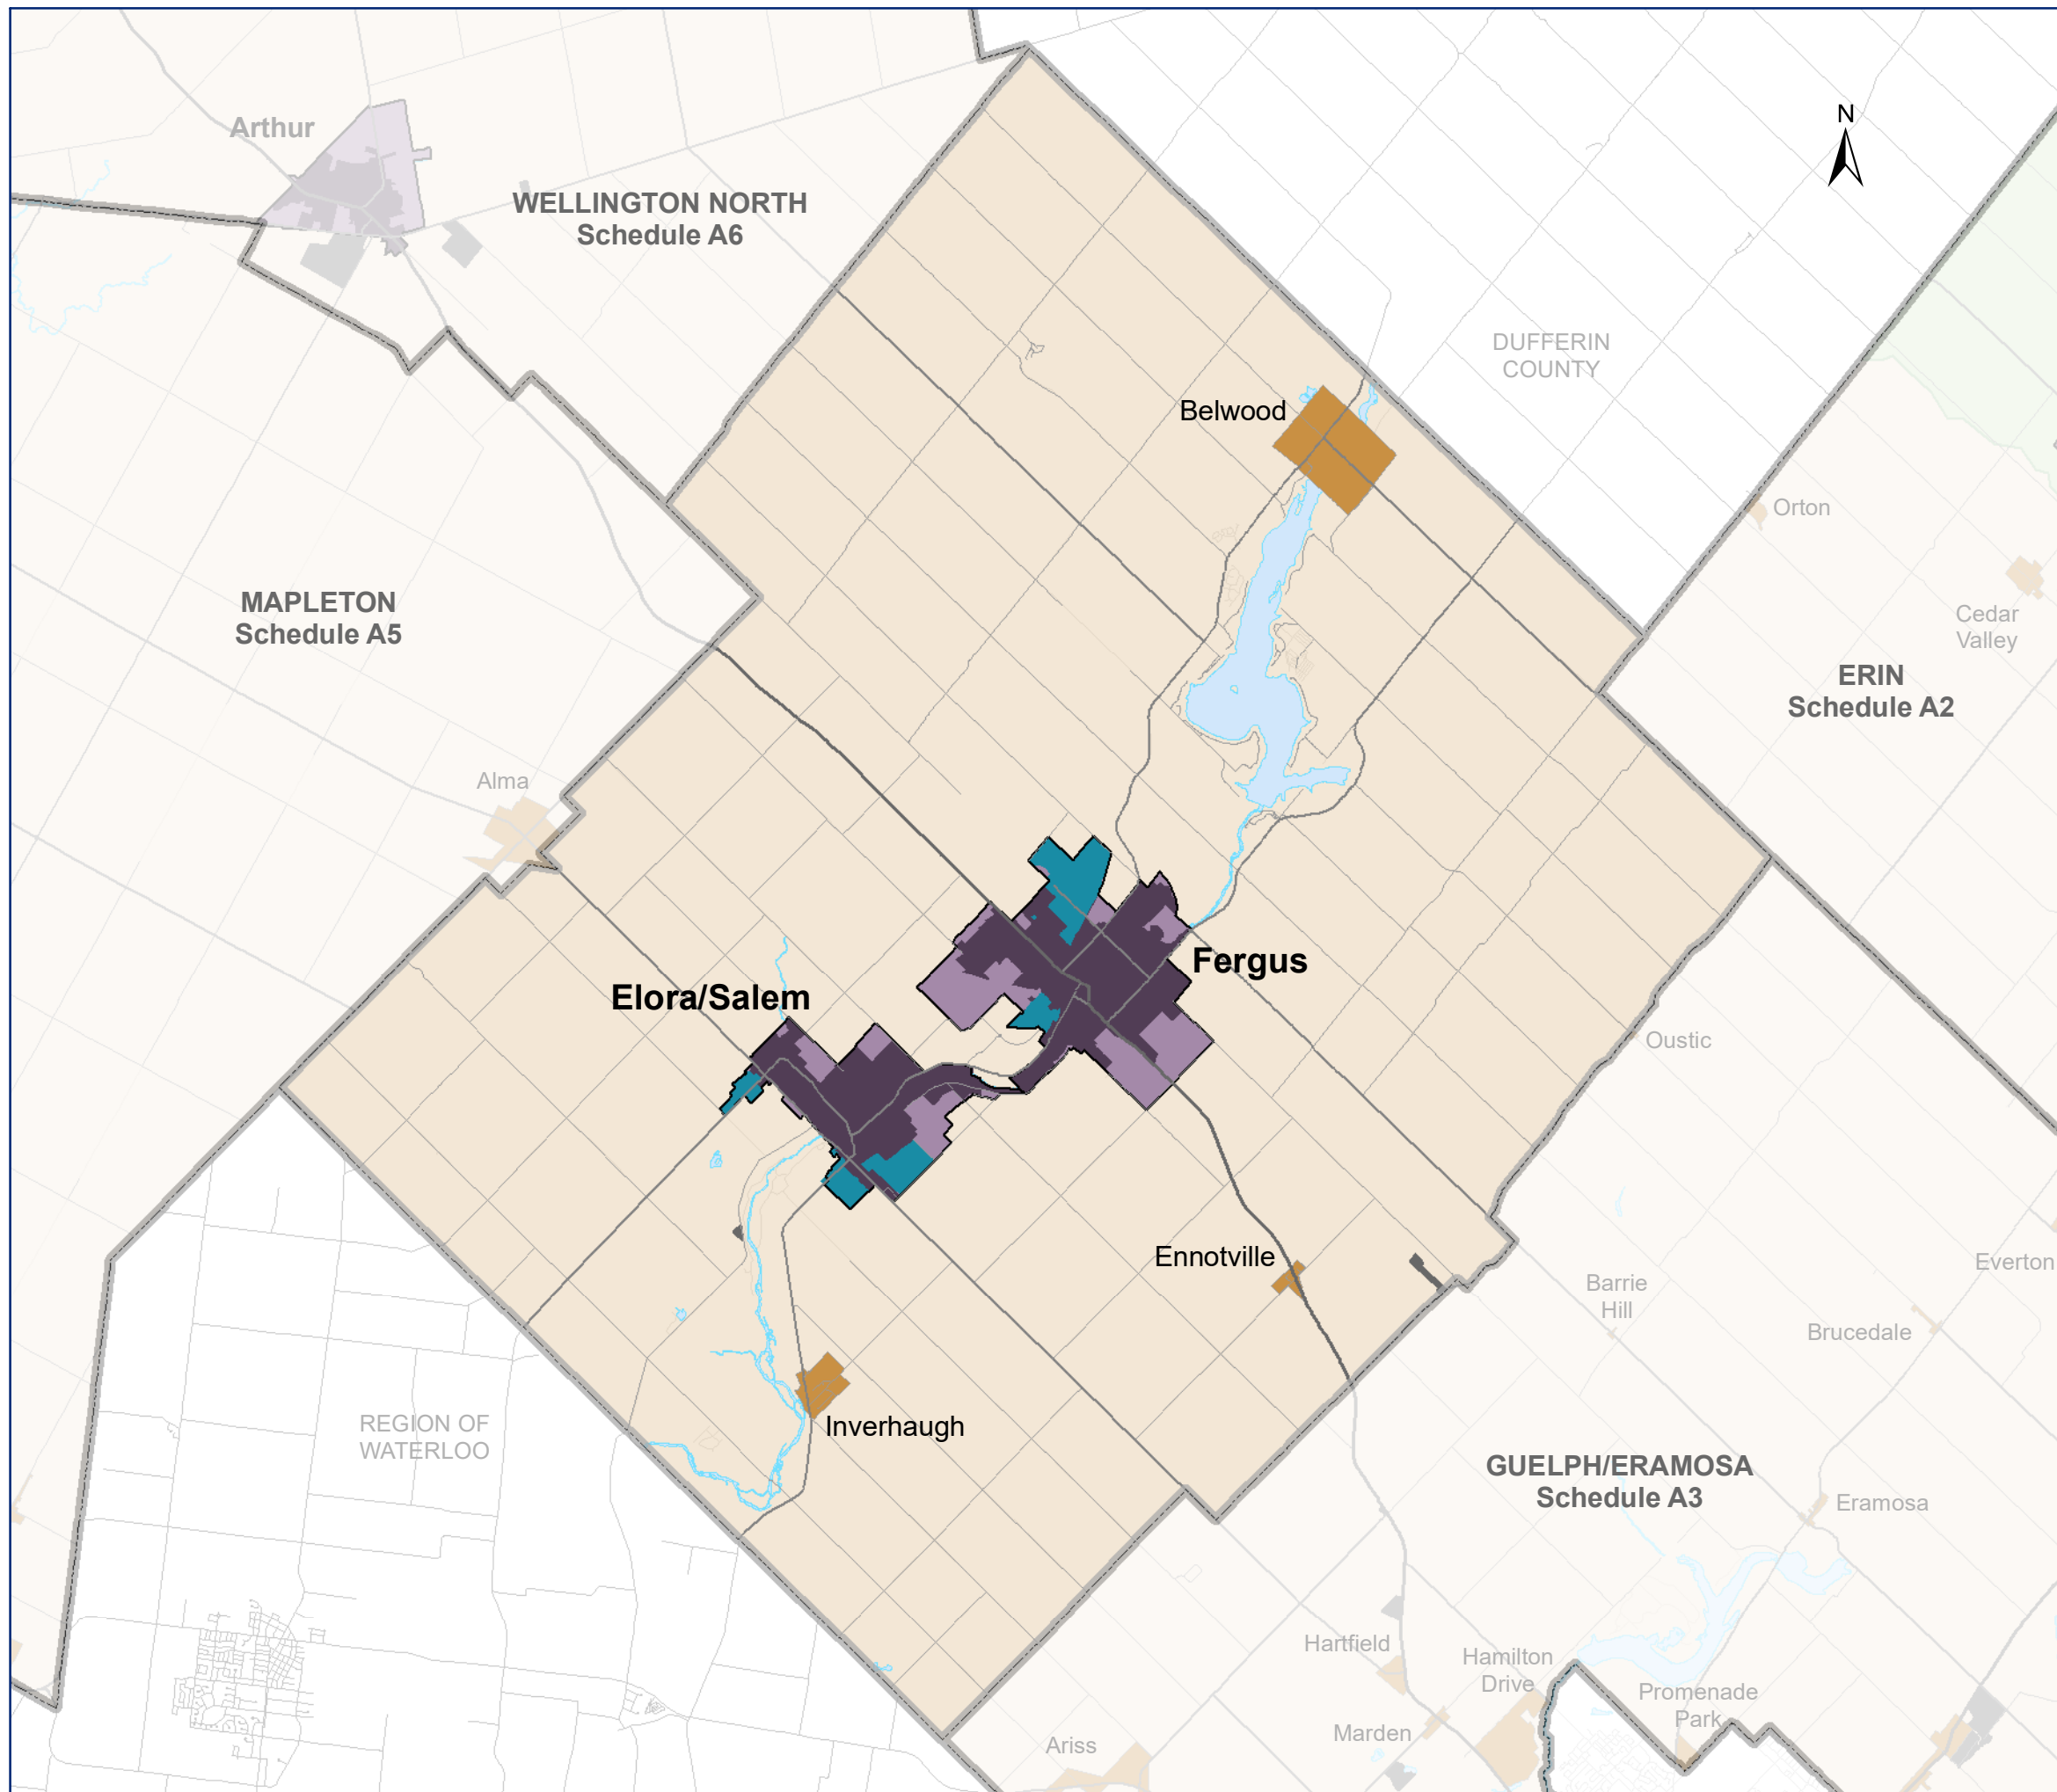 N
Arthur
WELLINGTON NORTH
Schedule A6
DUFFERIN
COUNTY
Belwood
Orton
MAPLETON
Schedule A5
Cedar
Valley
ERIN
Schedule A2
Alma
Fergus
Elora/Salem
Oustic
Ennotville
Everton
Barrie
Hill
Brucedale
REGION OF
WATERLOO
Inverhaugh
GUELPH/ERAMOSA
Schedule A3
Eramosa
Hartfield
Hamilton
Drive
Promenade
Park
Marden
Ariss